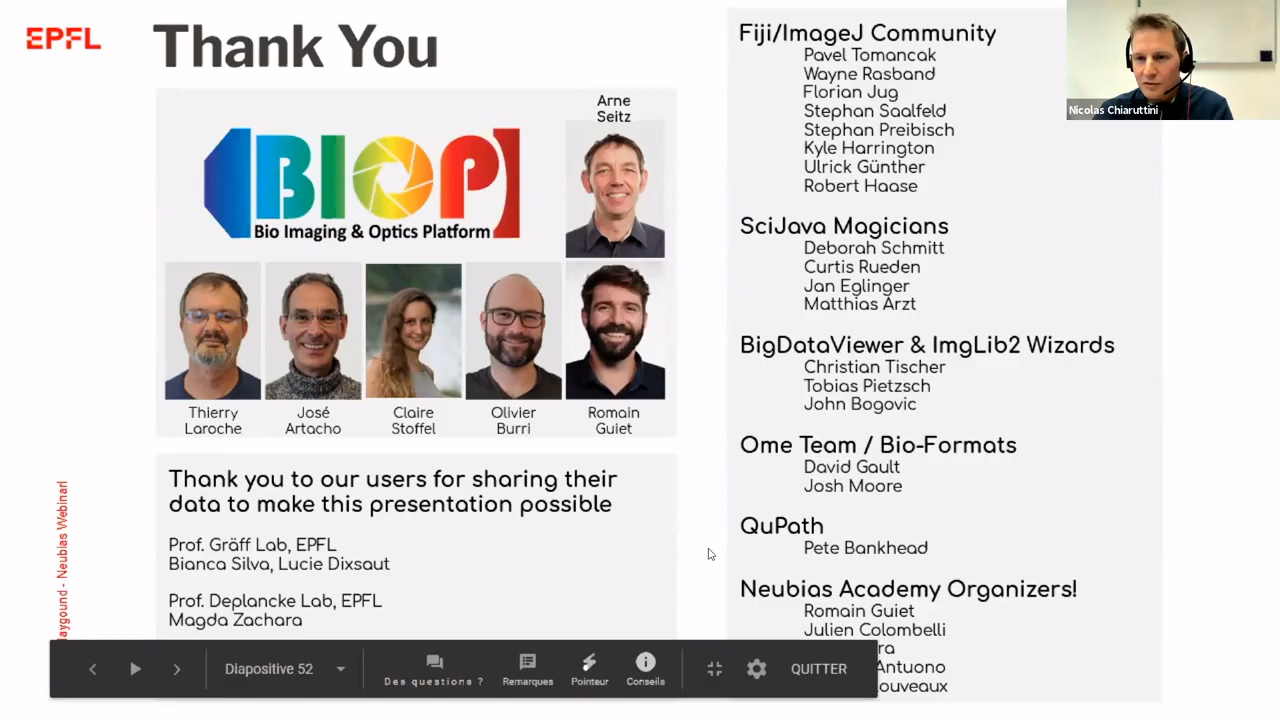 EPFL
Thank You
BIOP
Bio Imaging & Optics Platform
Arne
Seitz
Thierry
Laroche
José
Artacho
Claire
Stoffel
Olivier
Burri
Romain
Guiet
Thank you to our users for sharing their
data to make this presentation possible
Prof. Gräff Lab, EPFL
Bianca Silva, Lucie Dixsaut
Prof. Deplancke Lab, EPFL
Magda Zachara
Fiji/ImageJ Community
Pavel Tomancak
Wayne Rasband
Florian Jug
Stephan Saalfeld
Stephan Preibisch
Kyle Harrington
Ulrick Günther
Robert Haase
SciJava Magicians
Deborah Schmitt
Curtis Rueden
Jan Eglinger
Matthias Arzt
BigDataViewer & ImgLib2 Wizards
Christian Tischer
Tobias Pietzsch
John Bogovic
Ome Team / Bio-Formats
David Gault
Josh Moore
QuPath
Pete Bankhead
Neubias Academy Organizers!
Romain Guiet
Julien Colombelli
ra
Antuono
ouveaux
Nicolas Chiaruttini
aygound - Neubias Webinar!
Diapositive 52
Des questions ?
Remarques
Pointeur
Conseils
QUITTER